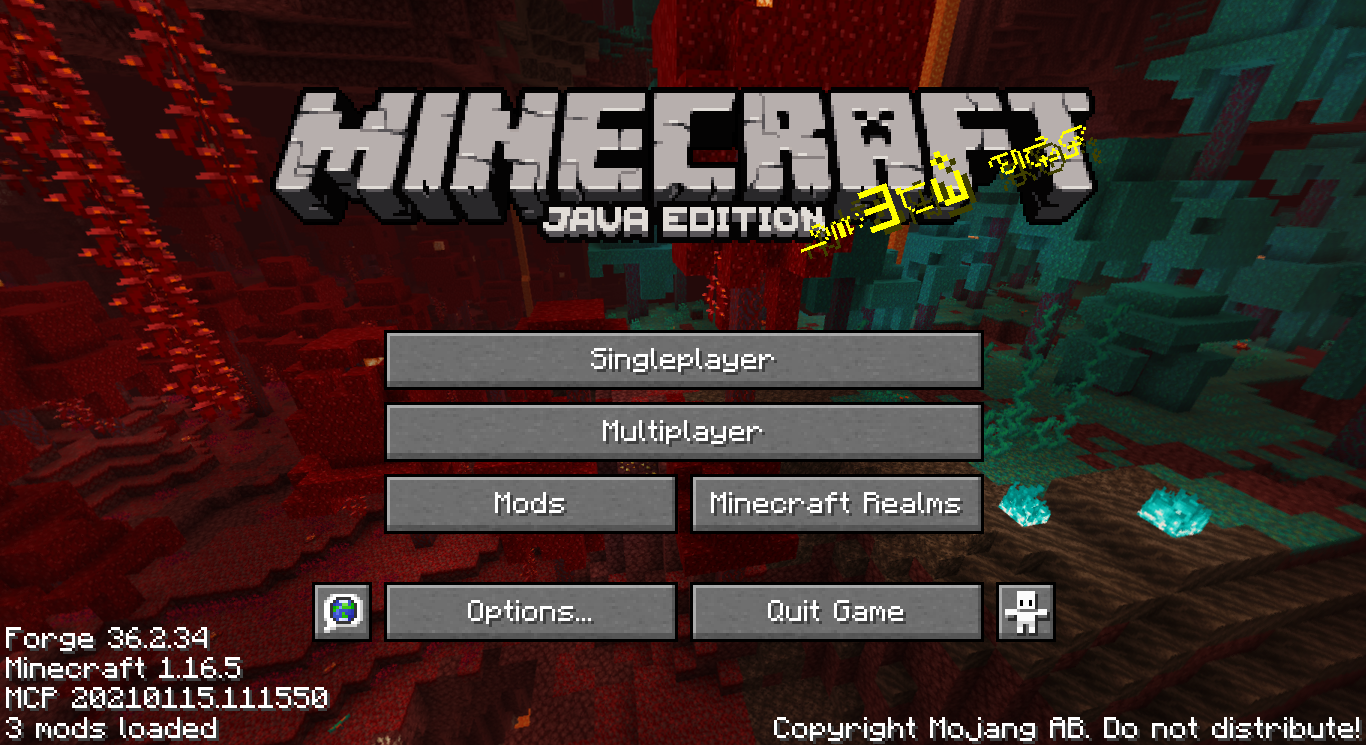 MINECRAFT
JAVA EDITION
Singleplayer
Multiplayer
Mods
Minecraft Realms
Options...
Quit Game
Forge 36.2.34
Minecraft 1.16.5
MCP 20210115.111550
3 mods loaded
Copyright Mojang AB. Do not distribute!